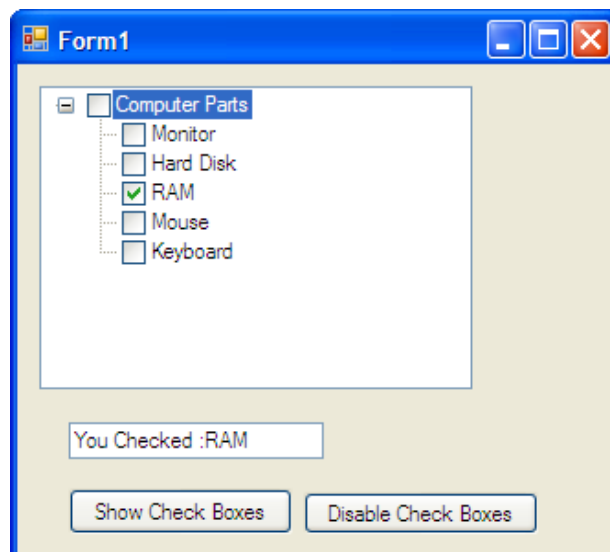 Form1
Computer Parts
Monitor
Hard Disk
RAM
Mouse
Keyboard
You Checked :RAM
Show Check Boxes
Disable Check Boxes